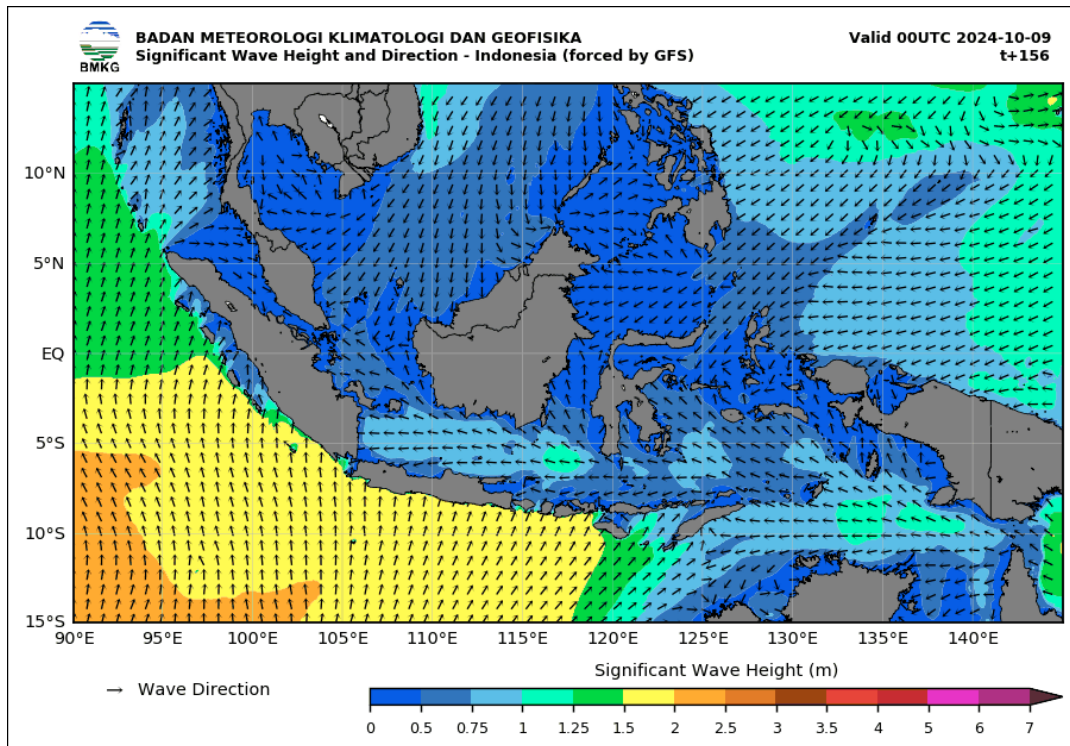 BADAN METEOROLOGI KLIMATOLOGI DAN GEOFISIKA
Valid 00UTC 2024-10-09
Significant Wave Height and Direction - Indonesia (forced by GFS)
t+156
BMKG
10°N
5°N
EQ
5°S
10°S
15°S
90°E 95°E 100°E 105°E 110°E 115°E 120°E 125°E 130°E 135°E 140°E
Significant Wave Height (m)
Wave Direction
0 0.5 0.75 1 1.25 1.5 2 2.5 3 3.5 4 5 6 7